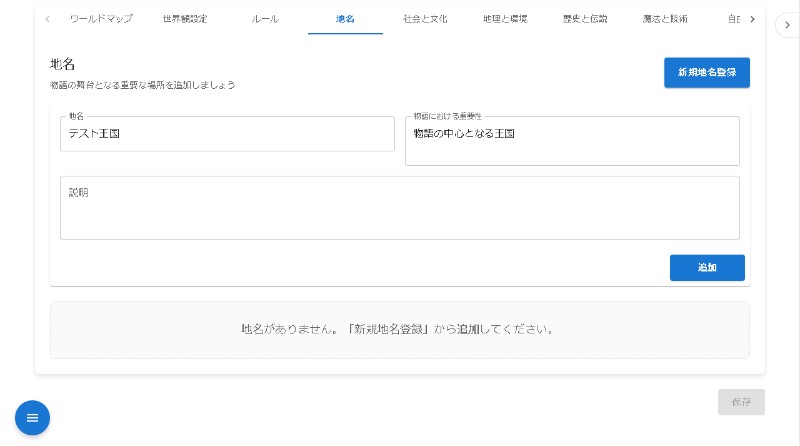 ワールドマップ 世界観設定 ルール 地名 社会と文化 地理と環境 歴史と伝説 魔法と技術
地名
新規地名登録
物語の舞台となる重要な場所を追加しましょう
地名
テスト王国
物語における重要性
物語の中心となる王国
説明
追加
地名がありません。「新規地名登録」から追加してください。
保存